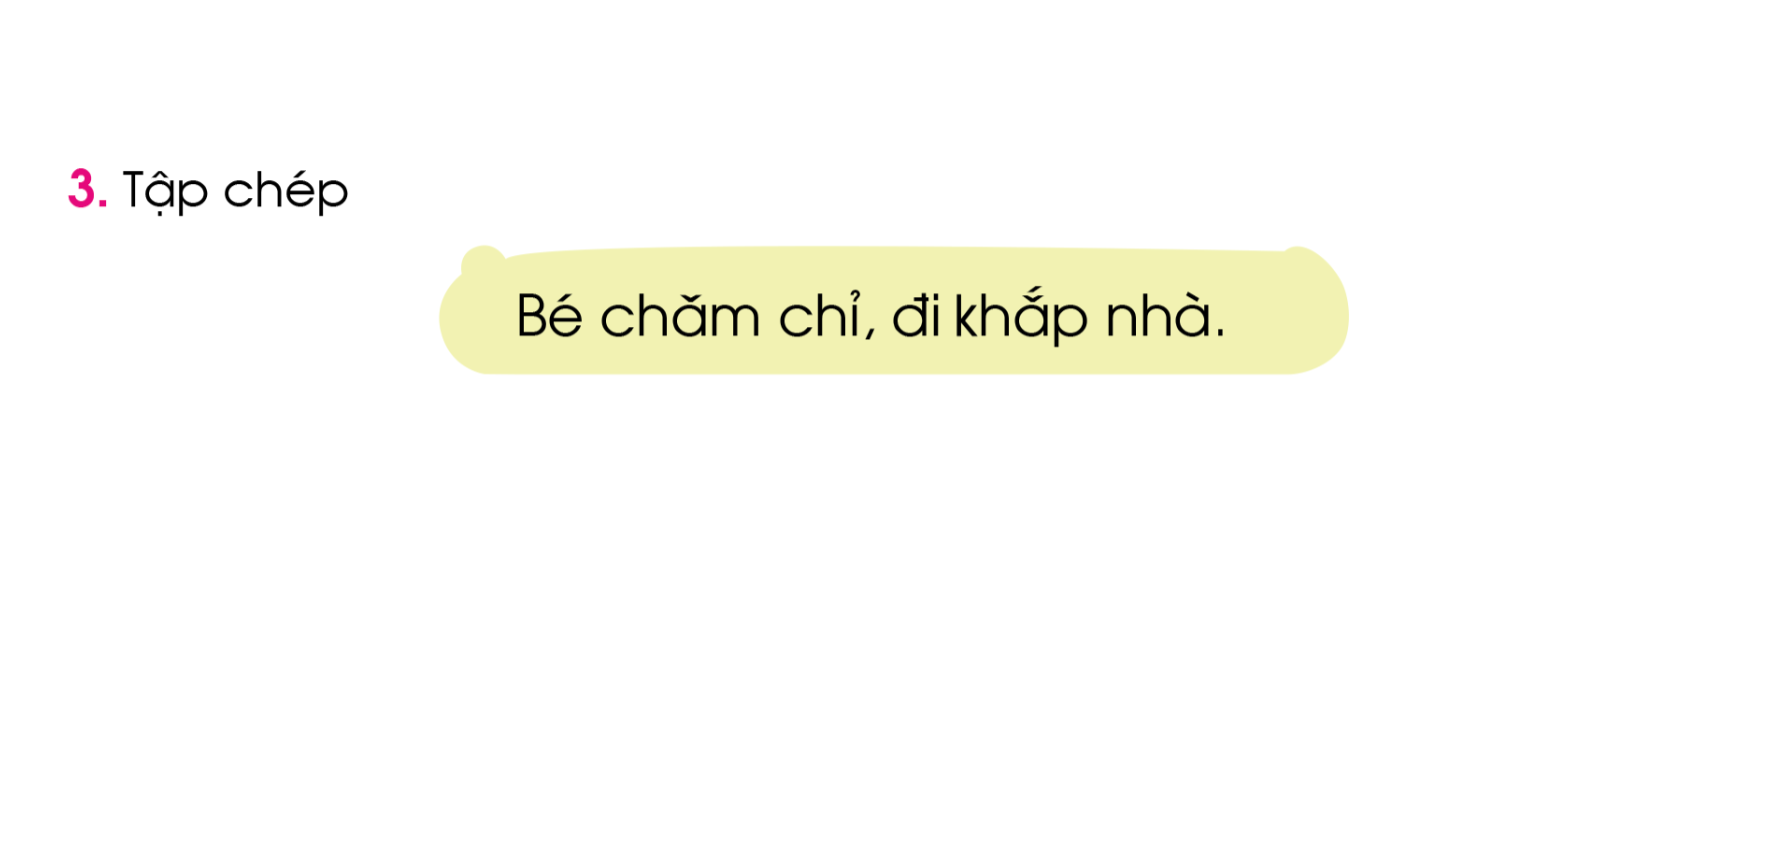 3. Tập chép
Bé chăm chỉ, đi khắp nhà.